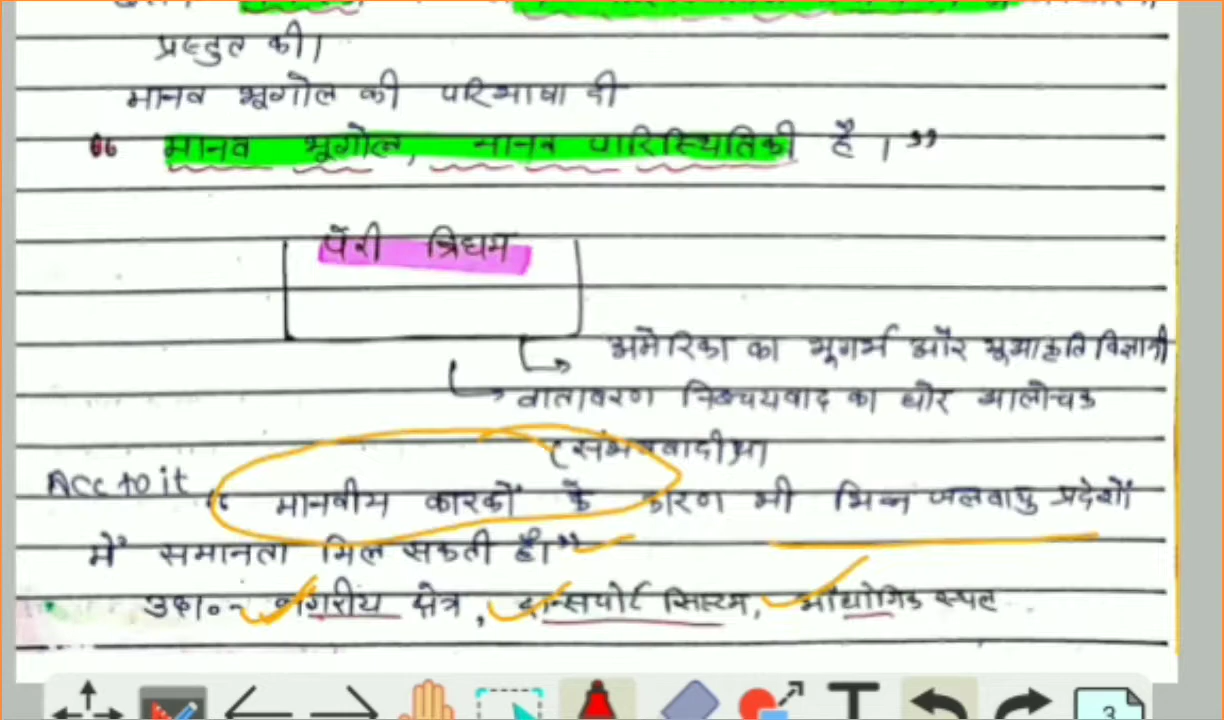 प्रस्तुत की।
मानव भूगोल की परिभाषा दी
“ मानव भूगोल, मानव पारिस्थितिकी है।”
पेरी
अमेरिका का भूगर्भ और भूआकृति विज्ञानी
वातावरण निश्चयवाद का घोर आलोचक
(संभववादी था
Acc to it “ मानवीय कारकों के कारण भी भिन्न जलवायु प्रदेशों
में समानता मिल सकती है।”
उदा०- नगरीय क्षेत्र, ट्रान्सपोर्ट सिस्टम, औद्योगिक स्थल
T
3